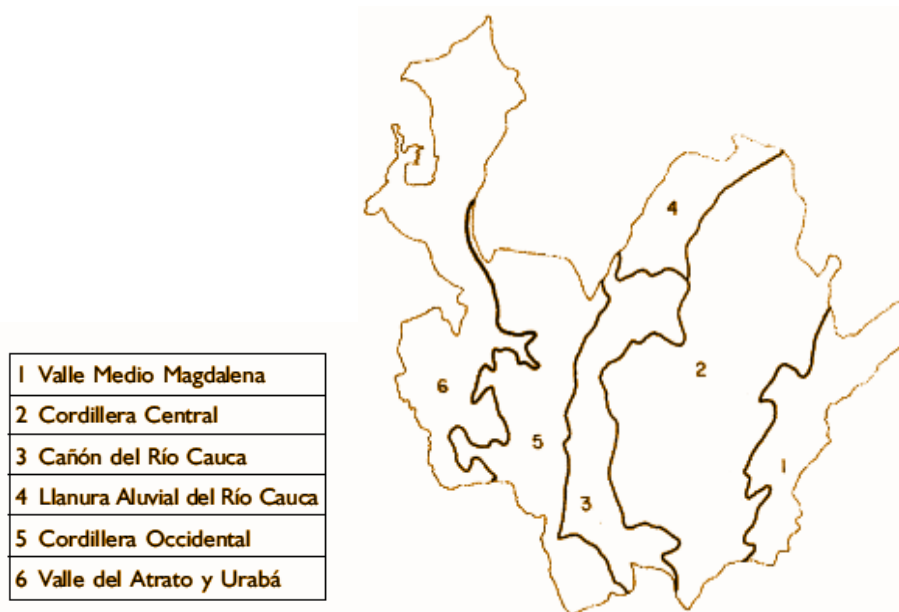 1 Valle Medio Magdalena
2 Cordillera Central
3 Cañón del Río Cauca
4 Llanura Aluvial del Río Cauca
5 Cordillera Occidental
6 Valle del Atrato y Urabá
4
2
6
5
1
3